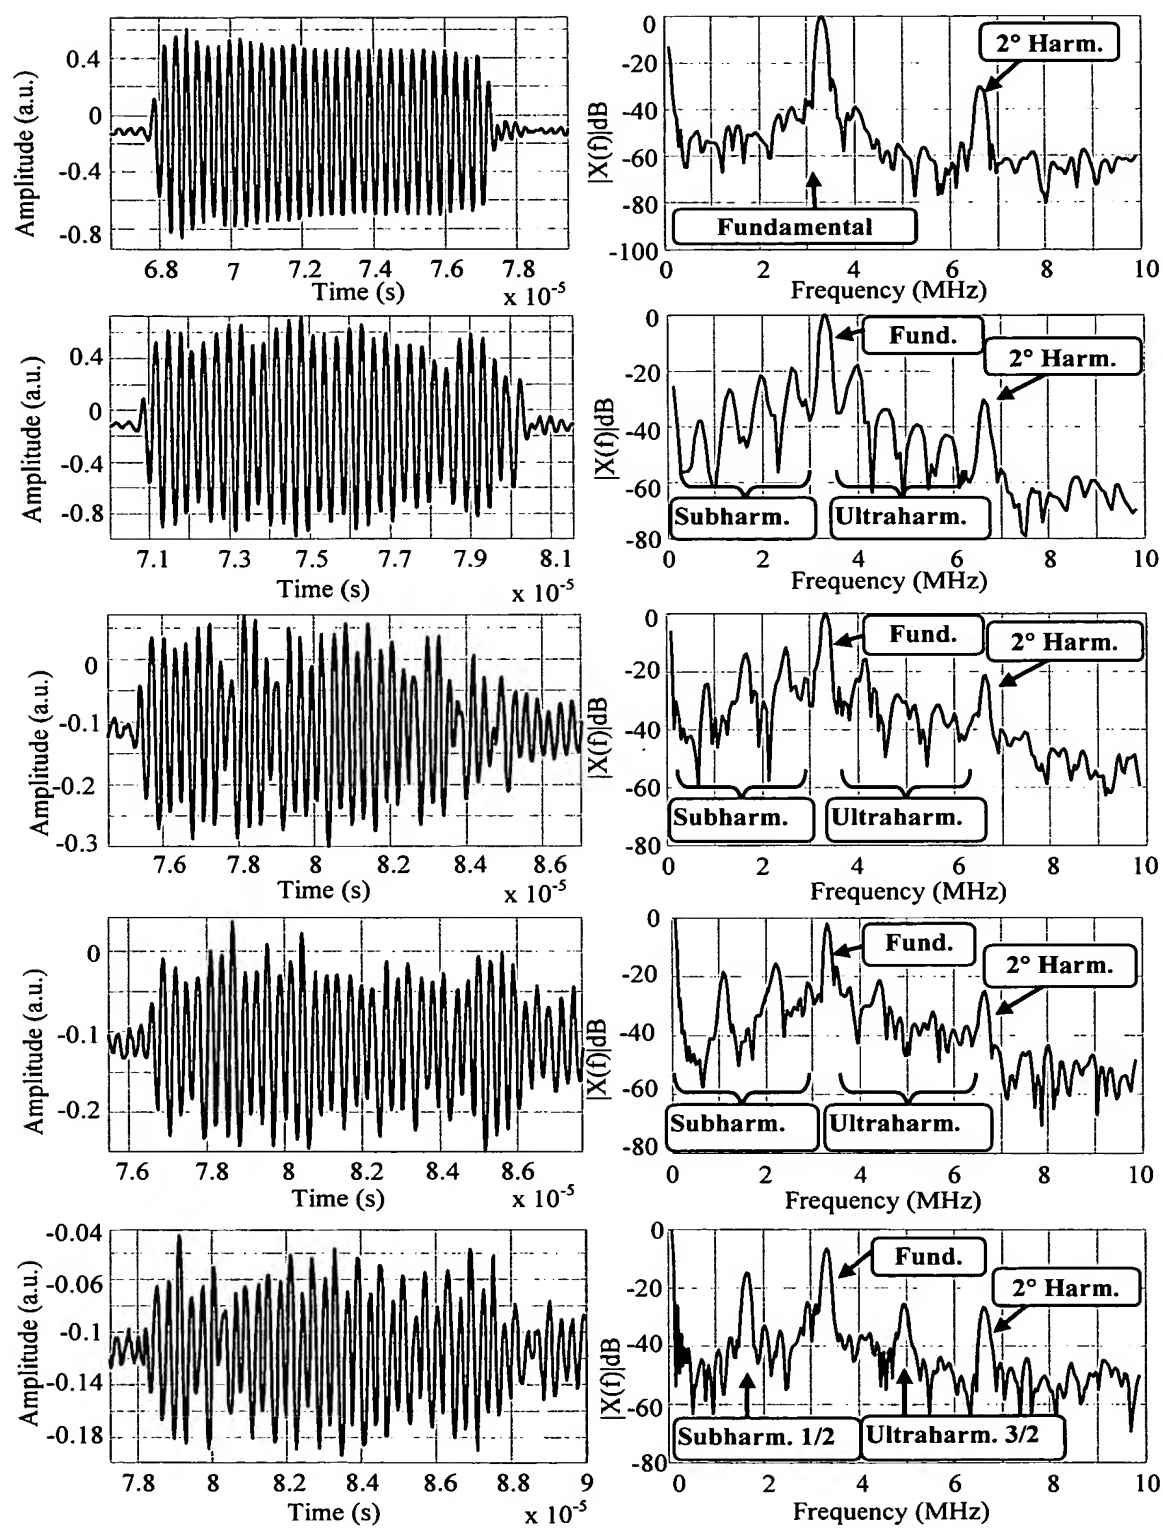 Amplitude (a.u.)
0.4
0
-0.4
-0.8
6.8 7 7.2 7.4 7.6 7.8
Time (s)
x 10-5
|X(f)|dB
0
-20
-40
-60
-80
-100
2° Harm.
Fundamental
0 2 4 6 8 10
Frequency (MHz)
Amplitude (a.u.)
0.4
0
-0.4
-0.8
7.1 7.3 7.5 7.7 7.9 8.1
Time (s)
x 10-5
|X(f)|dB
0
-20
-40
-60
-80
Fund.
2° Harm.
Subharm.
Ultraharm.
0 2 4 6 8 10
Frequency (MHz)
Amplitude (a.u.)
0
-0.1
-0.2
-0.3
7.6 7.8 8 8.2 8.4 8.6
Time (s)
x 10-5
|X(f)|dB
0
-20
-40
-60
-80
Fund.
2° Harm.
Subharm.
Ultraharm.
0 2 4 6 8 10
Frequency (MHz)
Amplitude (a.u.)
0
-0.1
-0.2
7.6 7.8 8 8.2 8.4 8.6
Time (s)
x 10-5
|X(f)|dB
0
-20
-40
-60
-80
Fund.
2° Harm.
Subharm.
Ultraharm.
0 2 4 6 8 10
Frequency (MHz)
Amplitude (a.u.)
-0.04
-0.06
-0.1
-0.14
-0.18
7.8 8 8.2 8.4 8.6 8.8 9
Time (s)
x 10-5
|X(f)|dB
0
-20
-40
-60
-80
Fund.
2° Harm.
Subharm. 1/2
Ultraharm. 3/2
0 2 4 6 8 10
Frequency (MHz)